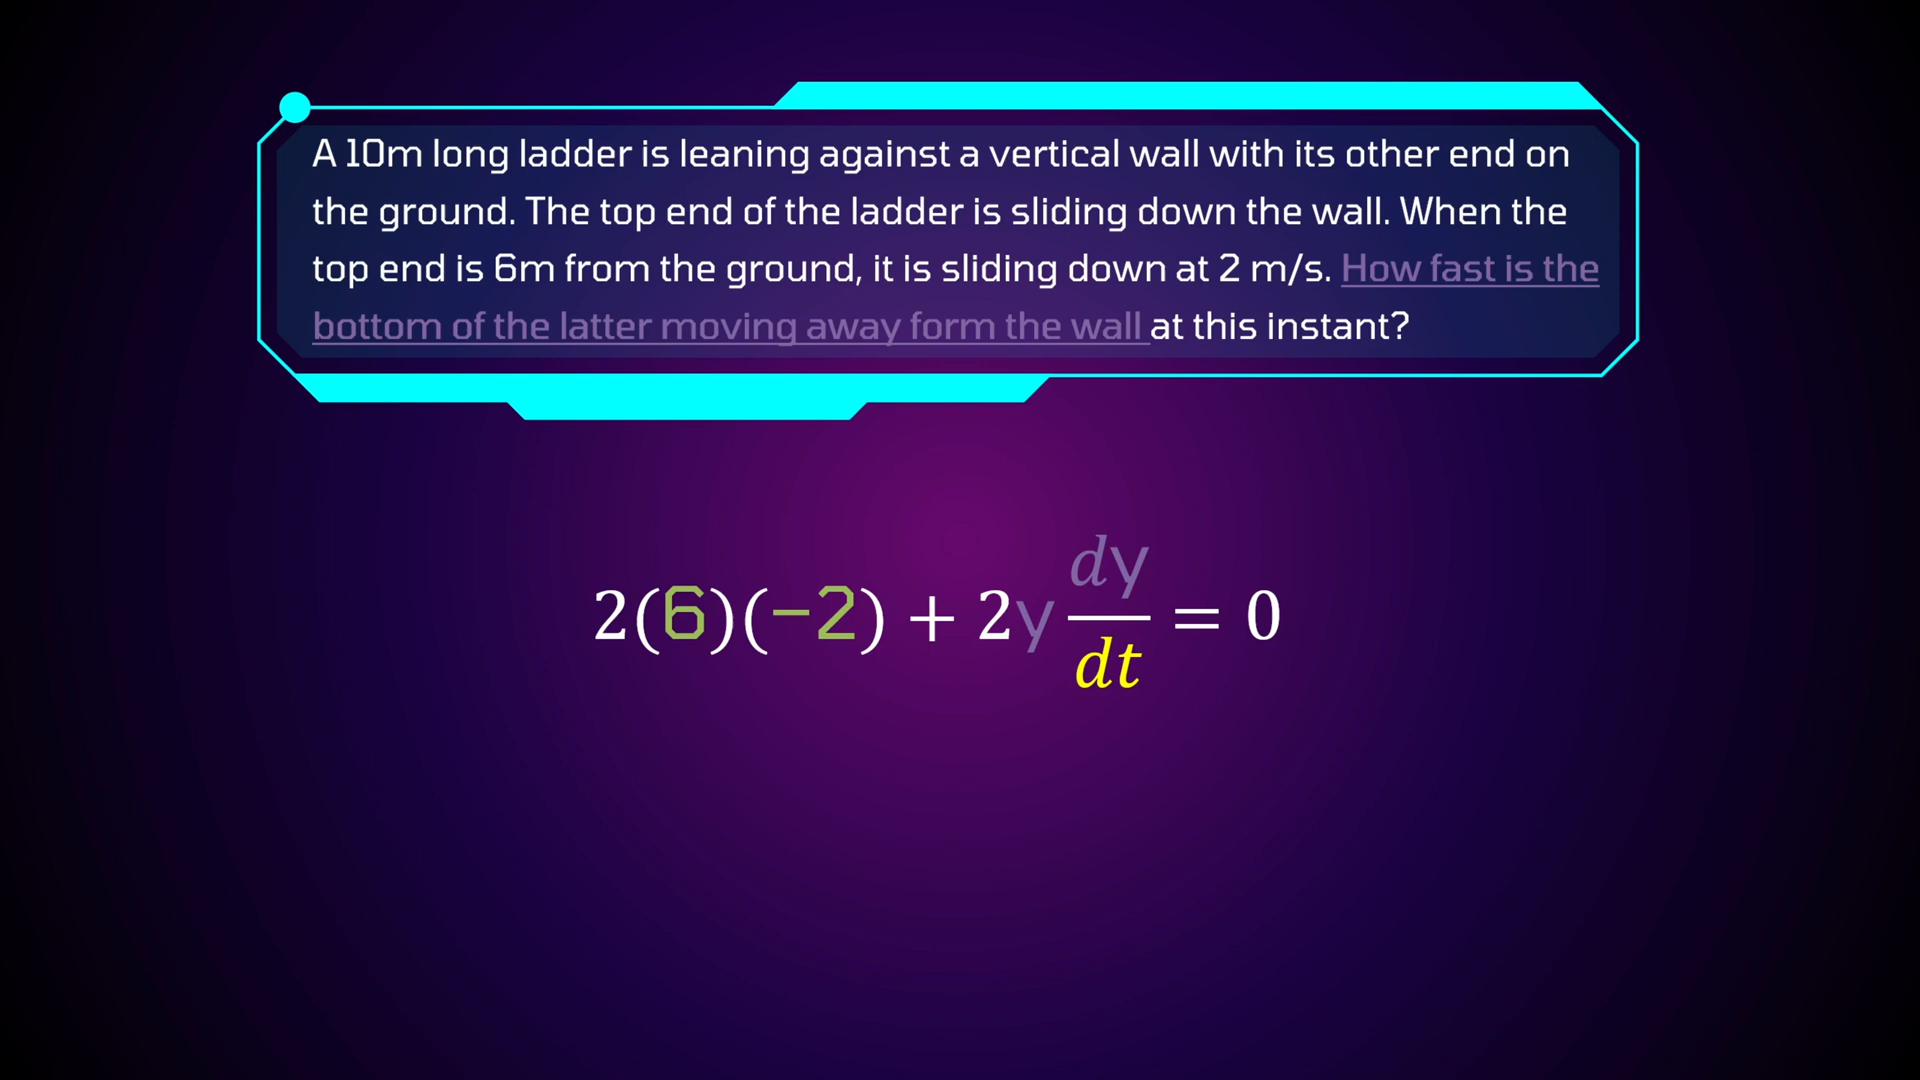 A 10m long ladder is leaning against a vertical wall with its other end on
the ground. The top end of the ladder is sliding down the wall. When the
top end is 6m from the ground, it is sliding down at 2 m/s. How fast is the
bottom of the latter moving away form the wall at this instant?
2(6)(−2) + 2y dy/dt = 0